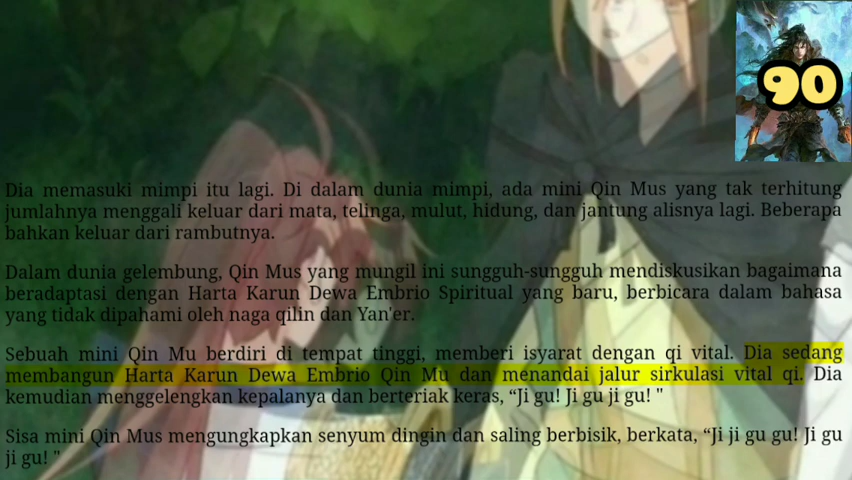 90
Dia memasuki mimpi itu lagi. Di dalam dunia mimpi, ada mini Qin Mus yang tak terhitung
jumlahnya menggali keluar dari mata, telinga, mulut, hidung, dan jantung alisnya lagi. Beberapa
bahkan keluar dari rambutnya.
Dalam dunia gelembung, Qin Mus yang mungil ini sungguh-sungguh mendiskusikan bagaimana
beradaptasi dengan Harta Karun Dewa Embrio Spiritual yang baru, berbicara dalam bahasa
yang tidak dipahami oleh naga qilin dan Yan'er.
Sebuah mini Qin Mu berdiri di tempat tinggi, memberi isyarat dengan qi vital. Dia sedang
membangun Harta Karun Dewa Embrio Qin Mu dan menandai jalur sirkulasi vital qi. Dia
kemudian menggelengkan kepalanya dan berteriak keras, “Ji gu! Ji gu ji gu! "
Sisa mini Qin Mus mengungkapkan senyum dingin dan saling berbisik, berkata, “Ji ji gu gu! Ji gu
ji gu! "